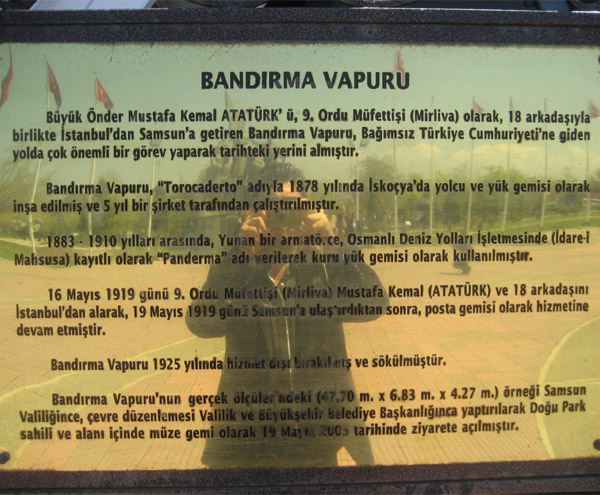 BANDIRMA VAPURU
Büyük Önder Mustafa Kemal ATATÜRK' ü, 9. Ordu Müfettişi (Mirliva) olarak, 18 arkadaşıyla
birlikte İstanbul'dan Samsun'a getiren Bandırma Vapuru, Bağımsız Türkiye Cumhuriyeti'ne giden
yolda çok önemli bir görev yaparak tarihteki yerini almıştır.
Bandırma Vapuru, "Torocaderto" adıyla 1878 yılında İskoçya'da yolcu ve yük gemisi olarak
inşa edilmiş ve 5 yıl bir şirket tarafından çalıştırılmıştır.
1883 - 1910 yılları arasında, Yunan bir Osmanlı Deniz Yolları İşletmesinde (İdare-i
Mahsusa) kayıtlı olarak "Panderma" adı verilerek kuru yük gemisi olarak kullanılmıştır.
16 Mayıs 1919 günü 9. Ordu Müfettişi (Mirliva) Mustafa Kemal (ATATÜRK) ve 18 arkadaşını
İstanbul'dan alarak, 19 Mayıs 1919 günü Samsun'a ulaştırdıktan sonra, posta gemisi olarak hizmetine
devam etmiştir.
Bandırma Vapuru 1925 yılında hizmet dışı bırakılmış ve sökülmüştür.
Bandırma Vapuru'nun gerçek ölçülerindeki (47.70 m. x 6.83 m. x 4.27 m.) örneği Samsun
Valiliğince, çevre düzenlemesi Valilik ve Büyükşehir Belediye Başkanlığınca yaptırılarak Doğu Park
sahili ve alanı içinde müze gemi olarak 19 Mayıs 2005 tarihinde ziyarete açılmıştır.